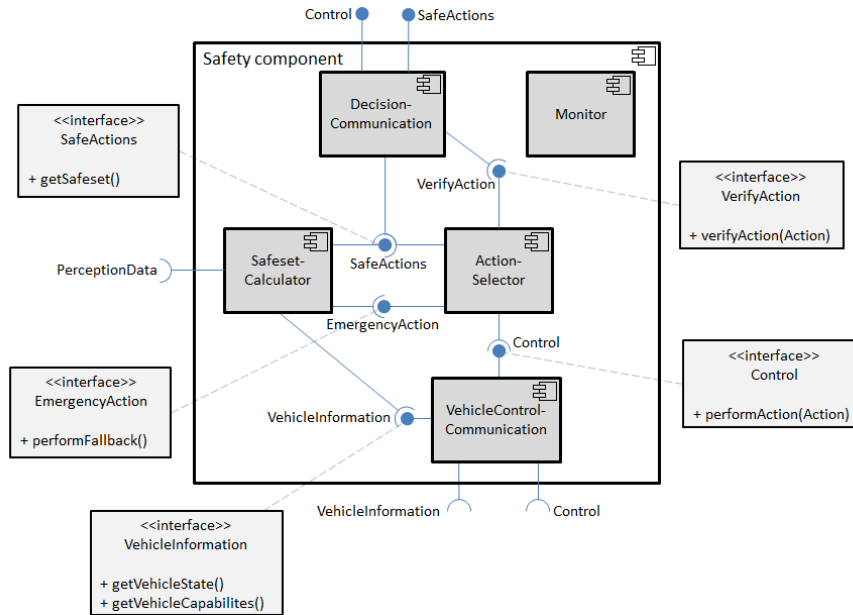 Control
SafeActions
Safety component
Decision-
Communication
Monitor
<<interface>>
SafeActions
+ getSafeset()
VerifyAction
<<interface>>
VerifyAction
+ verifyAction(Action)
PerceptionData
Safeset-
Calculator
SafeActions
Action-
Selector
EmergencyAction
Control
<<interface>>
EmergencyAction
+ performFallback()
<<interface>>
Control
+ performAction(Action)
VehicleInformation
VehicleControl-
Communication
VehicleInformation
Control
<<interface>>
VehicleInformation
+ getVehicleState()
+ getVehicleCapabilites()